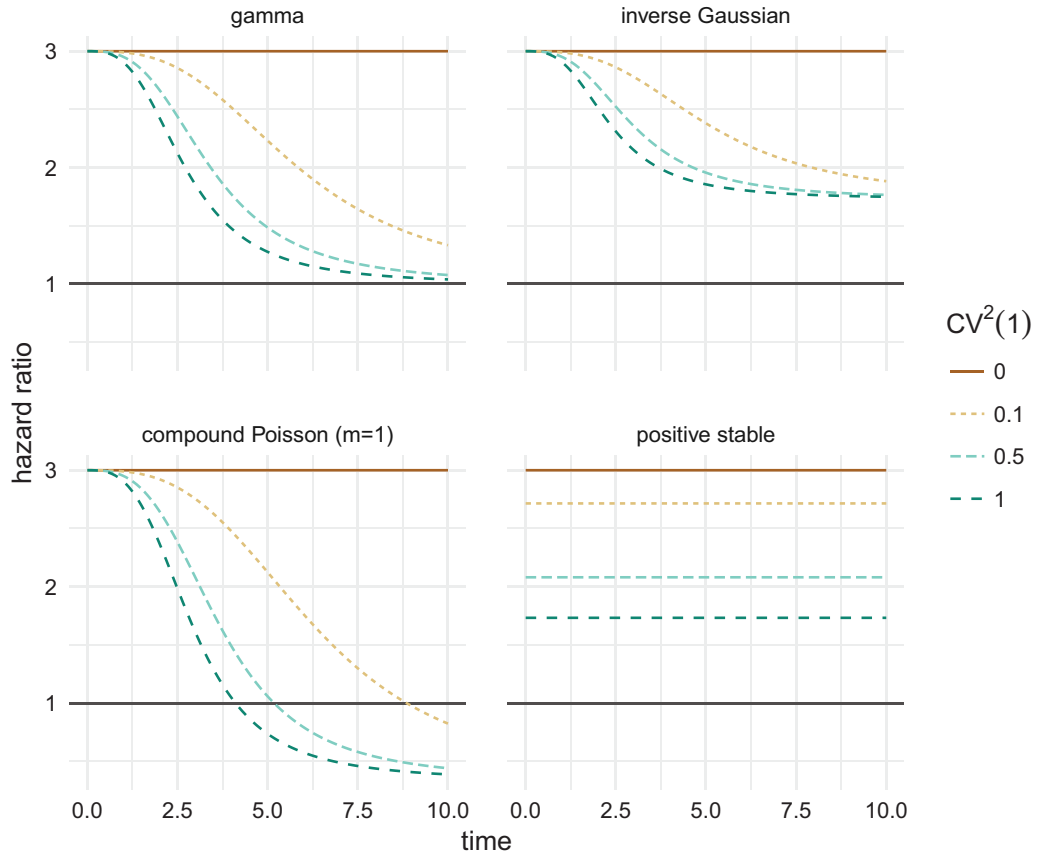 gamma
inverse Gaussian
3
2
1
compound Poisson (m=1)
positive stable
3
2
1
0.0 2.5 5.0 7.5 10.0
0.0 2.5 5.0 7.5 10.0
hazard ratio
time
CV²(1)
0
0.1
0.5
1